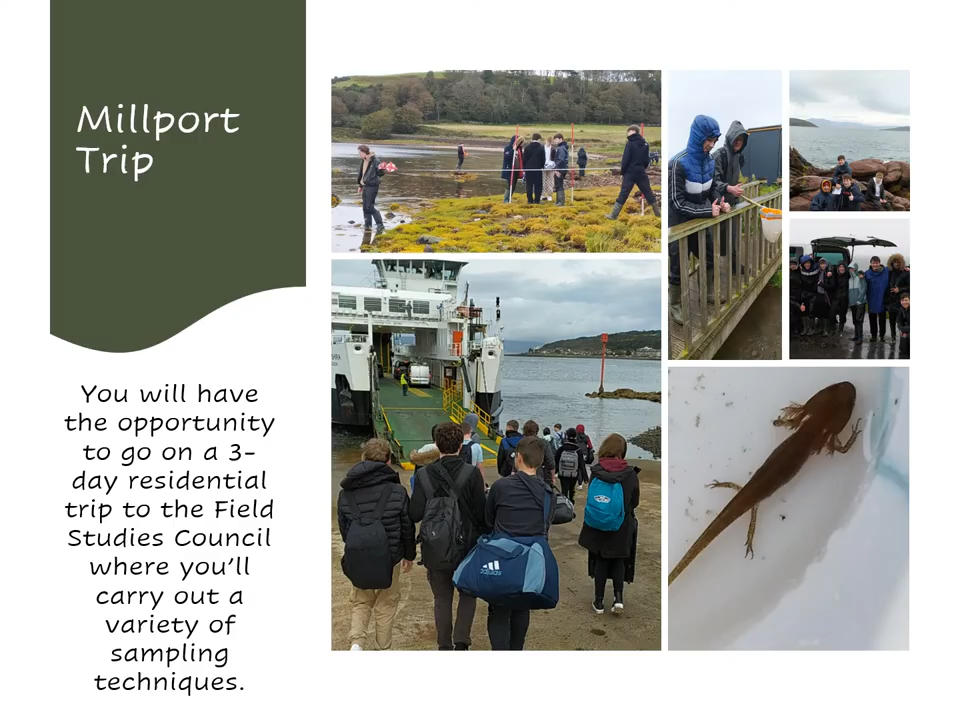 Millport
Trip
You will have
the opportunity
to go on a 3-
day residential
trip to the Field
Studies Council
where you'll
carry out a
variety of
sampling
techniques.
adidas